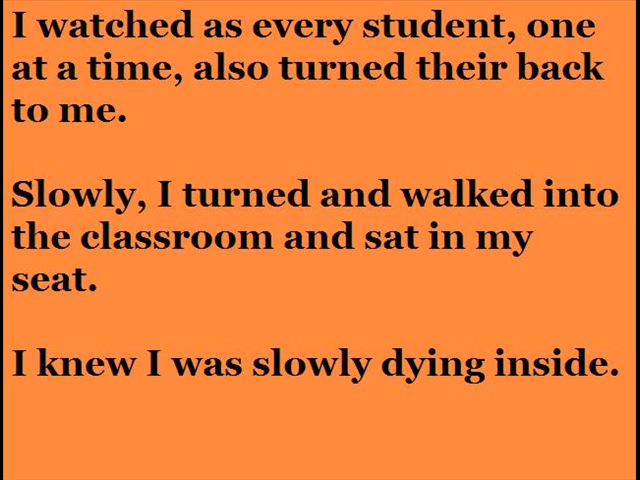 I watched as every student, one
at a time, also turned their back
to me.
Slowly, I turned and walked into
the classroom and sat in my
seat.
I knew I was slowly dying inside.